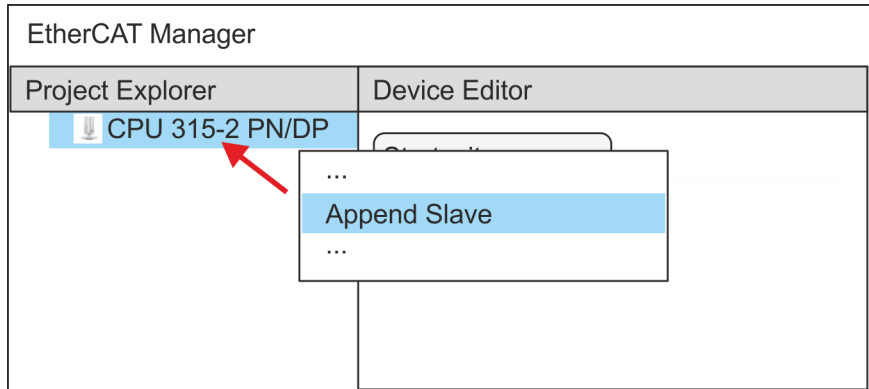 EtherCAT Manager
Project Explorer
Device Editor
CPU 315-2 PN/DP
...
Append Slave
...